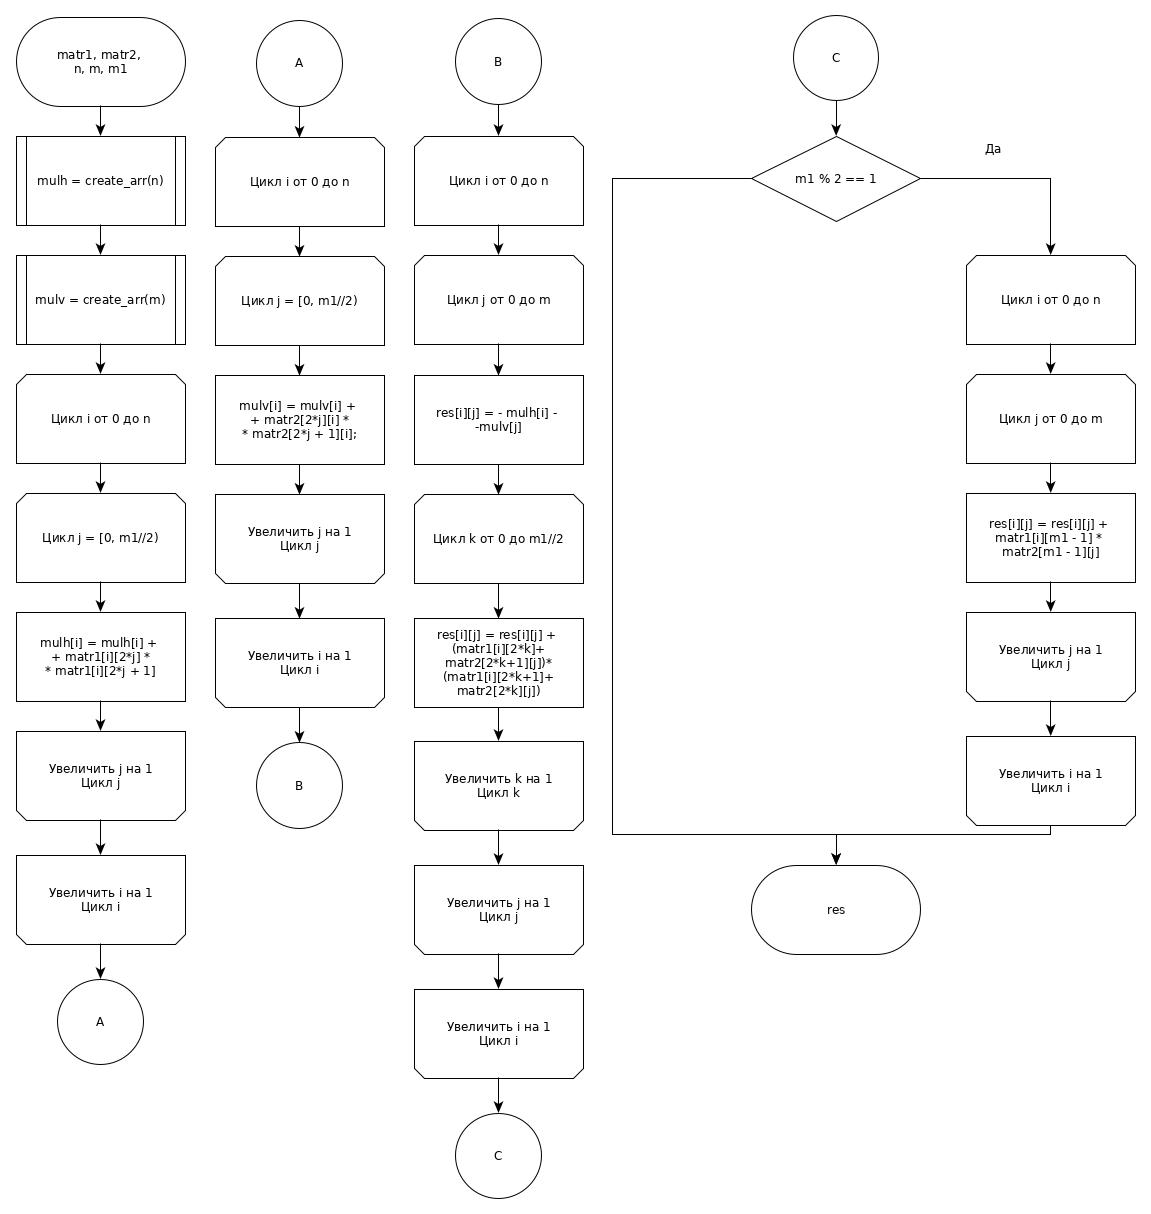 matr1, matr2,
n, m, m1
mulh = create_arr(n)
mulv = create_arr(m)
Цикл i от 0 до n
Цикл j = [0, m1//2)
mulh[i] = mulh[i] +
+ matr1[i][2*j] *
* matr1[i][2*j + 1]
Увеличить j на 1
Цикл j
Увеличить i на 1
Цикл i
A
A
Цикл i от 0 до n
Цикл j = [0, m1//2)
mulv[i] = mulv[i] +
+ matr2[2*j][i] *
* matr2[2*j + 1][i];
Увеличить j на 1
Цикл j
Увеличить i на 1
Цикл i
B
B
Цикл i от 0 до n
Цикл j от 0 до m
res[i][j] = - mulh[i] -
-mulv[j]
Цикл k от 0 до m1//2
res[i][j] = res[i][j] +
(matr1[i][2*k]+
matr2[2*k+1][j])*
(matr1[i][2*k+1]+
matr2[2*k][j])
Увеличить k на 1
Цикл k
Увеличить j на 1
Цикл j
Увеличить i на 1
Цикл i
C
C
m1 % 2 == 1
Да
Цикл i от 0 до n
Цикл j от 0 до m
res[i][j] = res[i][j] +
matr1[i][m1 - 1] *
matr2[m1 - 1][j]
Увеличить j на 1
Цикл j
Увеличить i на 1
Цикл i
res